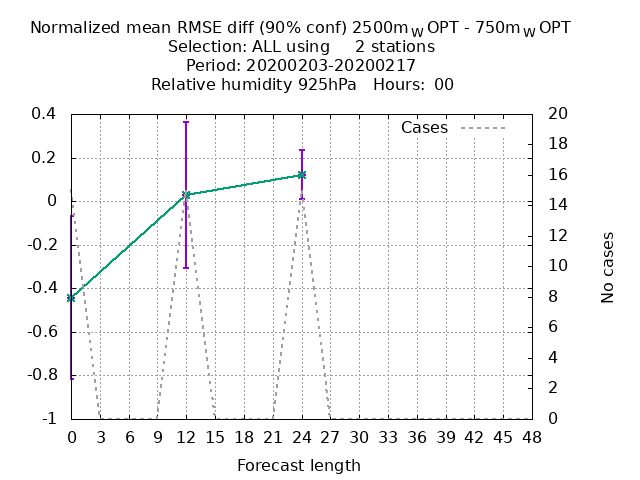 Normalized mean RMSE diff (90% conf) 2500m_W OPT - 750m_W OPT
Selection: ALL using 2 stations
Period: 20200203-20200217
Relative humidity 925hPa Hours: 00
Cases
0.4
0.2
0
-0.2
-0.4
-0.6
-0.8
-1
20
18
16
14
12
10
8
6
4
2
0
No cases
0 3 6 9 12 15 18 21 24 27 30 33 36 39 42 45 48
Forecast length